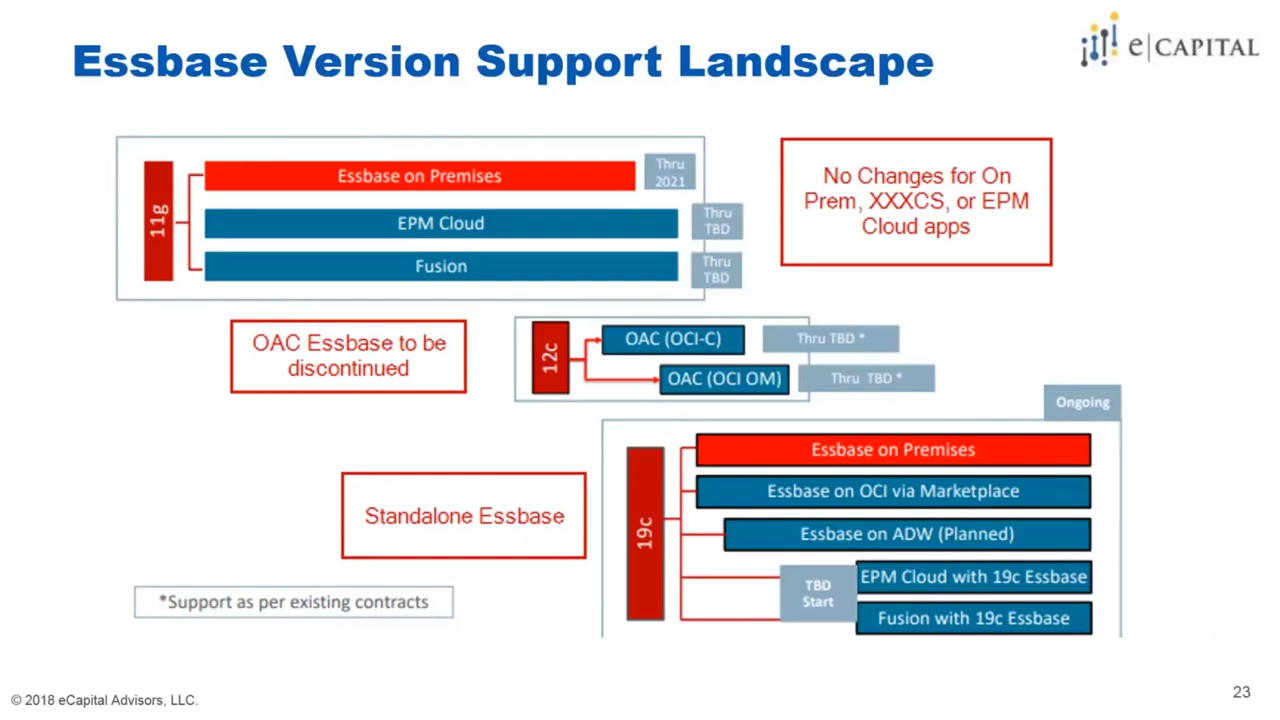 Essbase Version Support Landscape
e|CAPITAL
11g
Essbase on Premises
Thru
2021
EPM Cloud
Thru
TBD
Fusion
Thru
TBD
No Changes for On
Prem, XXXCS, or EPM
Cloud apps
OAC Essbase to be
discontinued
12c
OAC (OCI-C)
Thru TBD *
OAC (OCI OM)
Thru TBD *
Ongoing
Standalone Essbase
19c
Essbase on Premises
Essbase on OCI via Marketplace
Essbase on ADW (Planned)
TBD
Start
EPM Cloud with 19c Essbase
Fusion with 19c Essbase
*Support as per existing contracts
© 2018 eCapital Advisors, LLC.
23